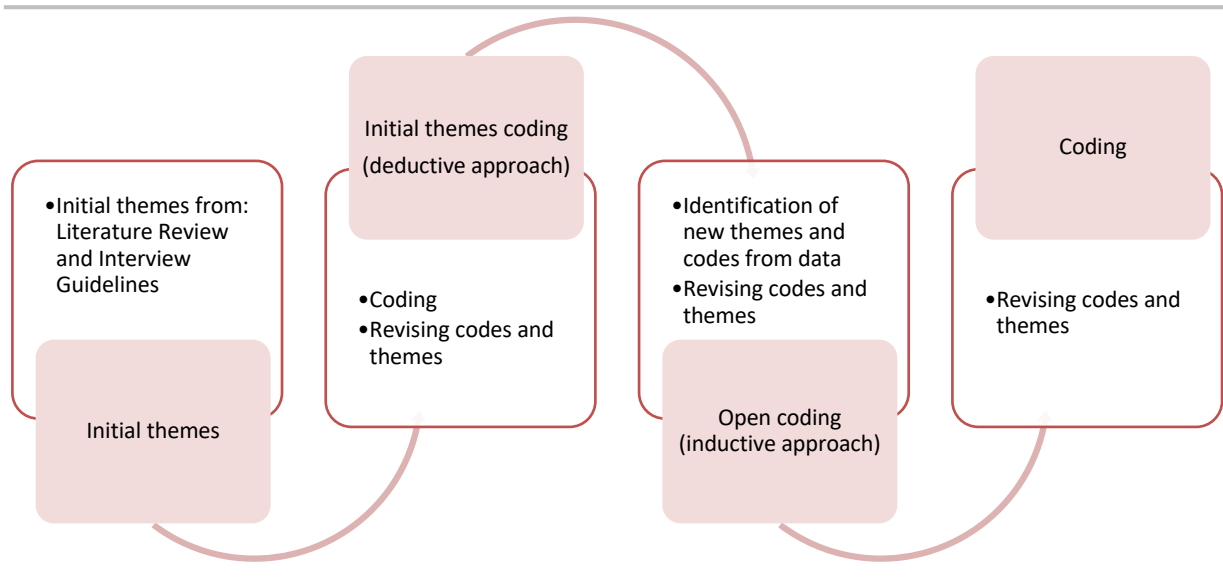 •Initial themes from:
Literature Review
and Interview
Guidelines
Initial themes
Initial themes coding
(deductive approach)
•Coding
•Revising codes and
themes
•Identification of
new themes and
codes from data
•Revising codes and
themes
Open coding
(inductive approach)
Coding
•Revising codes and
themes